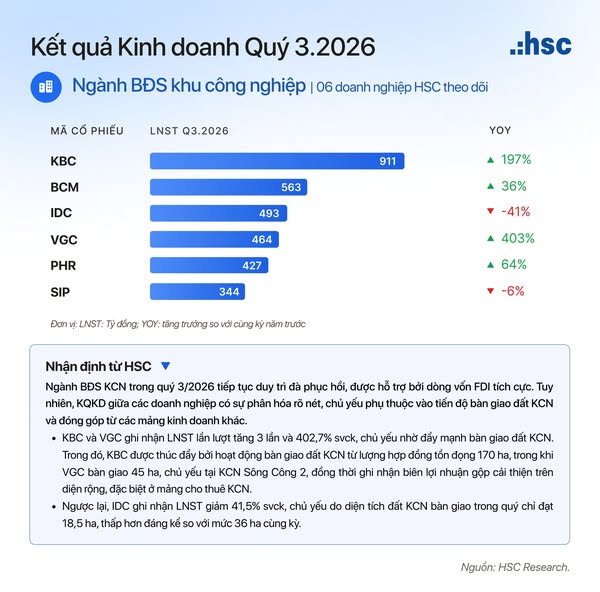 Kết quả Kinh doanh Quý 3.2026
.:hsc
Ngành BĐS khu công nghiệp | 06 doanh nghiệp HSC theo dõi
MÃ CỔ PHIẾU LNST Q3.2026 YOY
KBC 911 ▲ 197%
BCM 563 ▲ 36%
IDC 493 ▼ -41%
VGC 464 ▲ 403%
PHR 427 ▲ 64%
SIP 344 ▼ -6%
Đơn vị: LNST: Tỷ đồng; YOY: tăng trưởng so với cùng kỳ năm trước
Nhận định từ HSC ▼
Ngành BĐS KCN trong quý 3/2026 tiếp tục duy trì đà phục hồi, được hỗ trợ bởi dòng vốn FDI tích cực. Tuy
nhiên, KQKD giữa các doanh nghiệp có sự phân hóa rõ nét, chủ yếu phụ thuộc vào tiến độ bàn giao đất KCN
và đóng góp từ các mảng kinh doanh khác.
• KBC và VGC ghi nhận LNST lần lượt tăng 3 lần và 402,7% svck, chủ yếu nhờ đẩy mạnh bàn giao đất KCN.
Trong đó, KBC được thúc đẩy bởi hoạt động bàn giao đất KCN từ lượng hợp đồng tồn 170 ha, trong khi
VGC bàn giao 45 ha, chủ yếu tại KCN Sông Công 2, đồng thời ghi nhận biên lợi nhuận gộp cải thiện trên
diện rộng, đặc biệt ở mảng cho thuê KCN.
• Ngược lại, IDC ghi nhận LNST giảm 41,5% svck, chủ yếu do diện tích đất KCN bàn giao trong quý chỉ đạt
18,5 ha, thấp hơn đáng kể so với mức 36 ha cùng kỳ.
Nguồn: HSC Research.